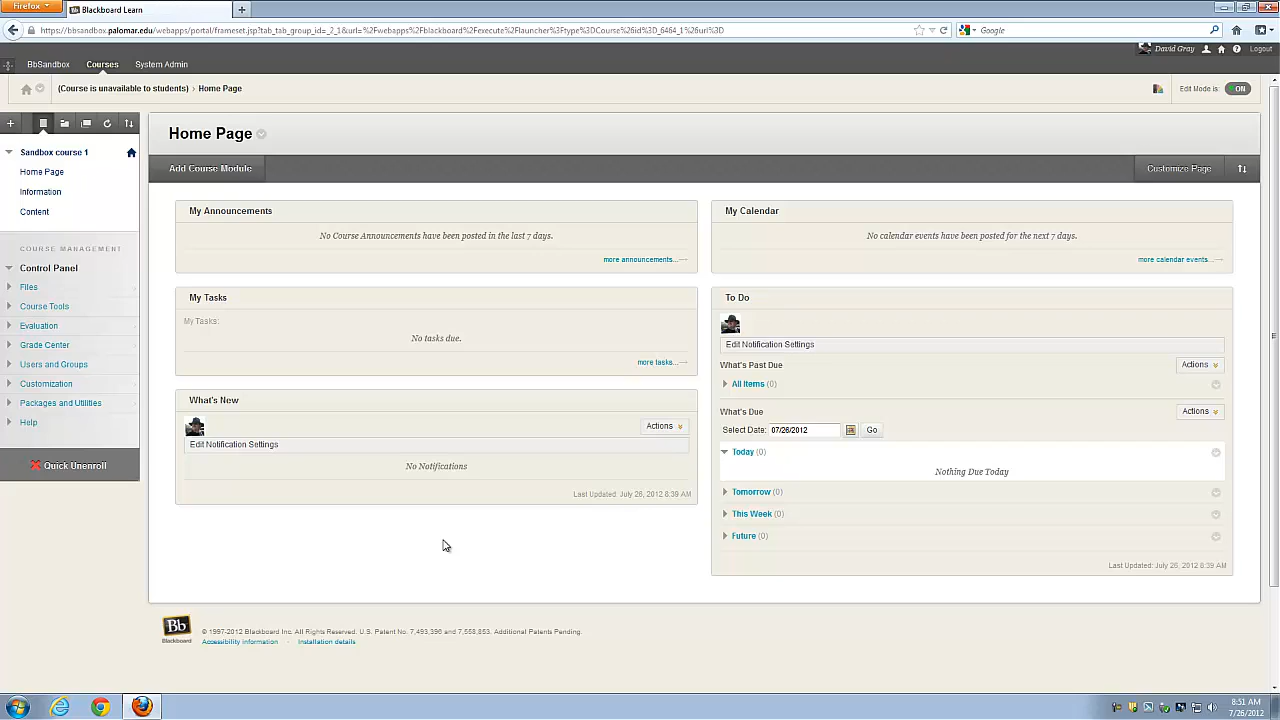 Firefox
Blackboard Learn
https://bbsandbox.palomar.edu/webapps/portal/frameset.jsp?tab_tab_group_id=_2_1&url=%2Fwebapps%2Fblackboard%2Fexecute%2Flauncher%3Ftype%3DCourse%26id%3D_6464_1%26url%3D
Google
David Gray
Logout
BbSandbox
Courses
System Admin
(Course is unavailable to students) › Home Page
Edit Mode is:
ON
Sandbox course 1
Home Page
Information
Content
COURSE MANAGEMENT
Control Panel
Files
Course Tools
Evaluation
Grade Center
Users and Groups
Customization
Packages and Utilities
Help
Quick Unenroll
Home Page
Add Course Module
Customize Page
My Announcements
No Course Announcements have been posted in the last 7 days.
more announcements...
My Tasks
My Tasks:
No tasks due.
more tasks...
What's New
Actions
Edit Notification Settings
No Notifications
Last Updated: July 26, 2012 8:39 AM
My Calendar
No calendar events have been posted for the next 7 days.
more calendar events...
To Do
Edit Notification Settings
What's Past Due
Actions
All Items (0)
What's Due
Actions
Select Date: 07/26/2012
Go
Today (0)
Nothing Due Today
Tomorrow (0)
This Week (0)
Future (0)
Last Updated: July 26, 2012 8:39 AM
Bb
Blackboard
© 1997-2012 Blackboard Inc. All Rights Reserved. U.S. Patent No. 7,493,396 and 7,558,853. Additional Patents Pending.
Accessibility information
Installation details
8:51 AM
7/26/2012